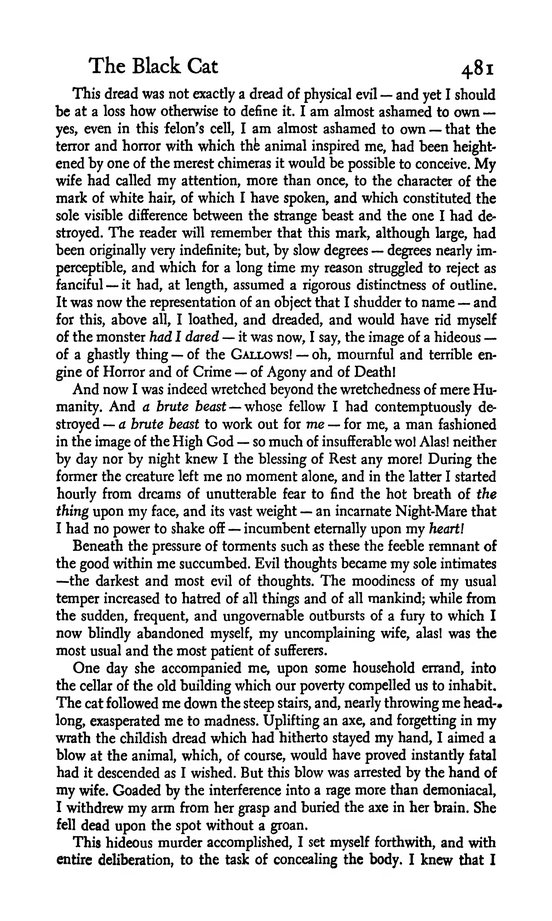 The Black Cat 481
This dread was not exactly a dread of physical evil — and yet I should
be at a loss how otherwise to define it. I am almost ashamed to own —
yes, even in this felon's cell, I am almost ashamed to own — that the
terror and horror with which the animal inspired me, had been height-
ened by one of the merest chimeras it would be possible to conceive. My
wife had called my attention, more than once, to the character of the
mark of white hair, of which I have spoken, and which constituted the
sole visible difference between the strange beast and the one I had de-
stroyed. The reader will remember that this mark, although large, had
been originally very indefinite; but, by slow degrees — degrees nearly im-
perceptible, and which for a long time my reason struggled to reject as
fanciful — it had, at length, assumed a rigorous distinctness of outline.
It was now the representation of an object that I shudder to name — and
for this, above all, I loathed, and dreaded, and would have rid myself
of the monster had I dared — it was now, I say, the image of a hideous —
of a ghastly thing — of the GALLOWS! — oh, mournful and terrible en-
gine of Horror and of Crime — of Agony and of Death!
And now I was indeed wretched beyond the wretchedness of mere Hu-
manity. And a brute beast — whose fellow I had contemptuously de-
stroyed — a brute beast to work out for me — for me, a man fashioned
in the image of the High God — so much of insufferable wo! Alas! neither
by day nor by night knew I the blessing of Rest any more! During the
former the creature left me no moment alone, and in the latter I started
hourly from dreams of unutterable fear to find the hot breath of the
thing upon my face, and its vast weight — an incarnate Night-Mare that
I had no power to shake off — incumbent eternally upon my heart!
Beneath the pressure of torments such as these the feeble remnant of
the good within me succumbed. Evil thoughts became my sole intimates
—the darkest and most evil of thoughts. The moodiness of my usual
temper increased to hatred of all things and of all mankind; while from
the sudden, frequent, and ungovernable outbursts of a fury to which I
now blindly abandoned myself, my uncomplaining wife, alas! was the
most usual and the most patient of sufferers.
One day she accompanied me, upon some household errand, into
the cellar of the old building which our poverty compelled us to inhabit.
The cat followed me down the steep stairs, and, nearly throwing me head-
long, exasperated me to madness. Uplifting an axe, and forgetting in my
wrath the childish dread which had hitherto stayed my hand, I aimed a
blow at the animal, which, of course, would have proved instantly fatal
had it descended as I wished. But this blow was arrested by the hand of
my wife. Goaded by the interference into a rage more than demoniacal,
I withdrew my arm from her grasp and buried the axe in her brain. She
fell dead upon the spot without a groan.
This hideous murder accomplished, I set myself forthwith, and with
entire deliberation, to the task of concealing the body. I knew that I